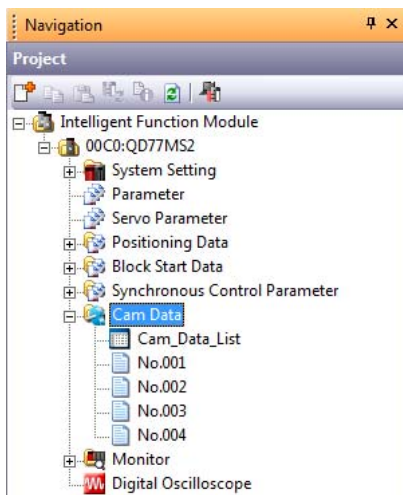 Navigation
Project
Intelligent Function Module
00C0:QD77MS2
System Setting
Parameter
Servo Parameter
Positioning Data
Block Start Data
Synchronous Control Parameter
Cam Data
Cam_Data_List
No.001
No.002
No.003
No.004
Monitor
Digital Oscilloscope